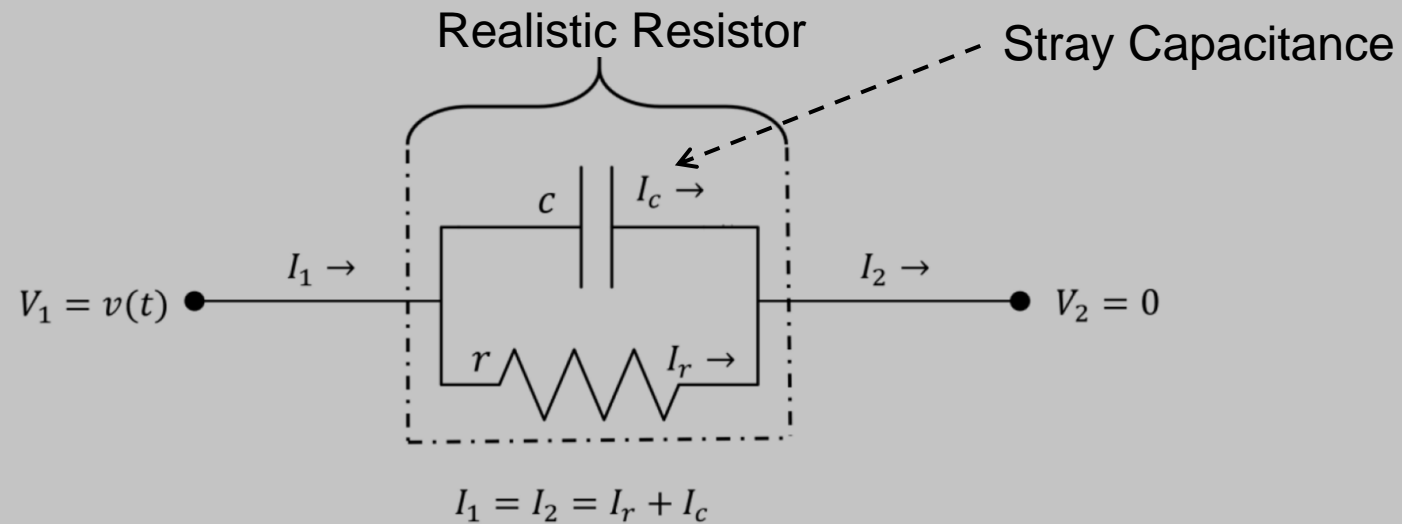 Realistic Resistor
Stray Capacitance
c
I_c →
I_1 →
I_2 →
V_1 = v(t)
V_2 = 0
r
I_r →
I_1 = I_2 = I_r + I_c